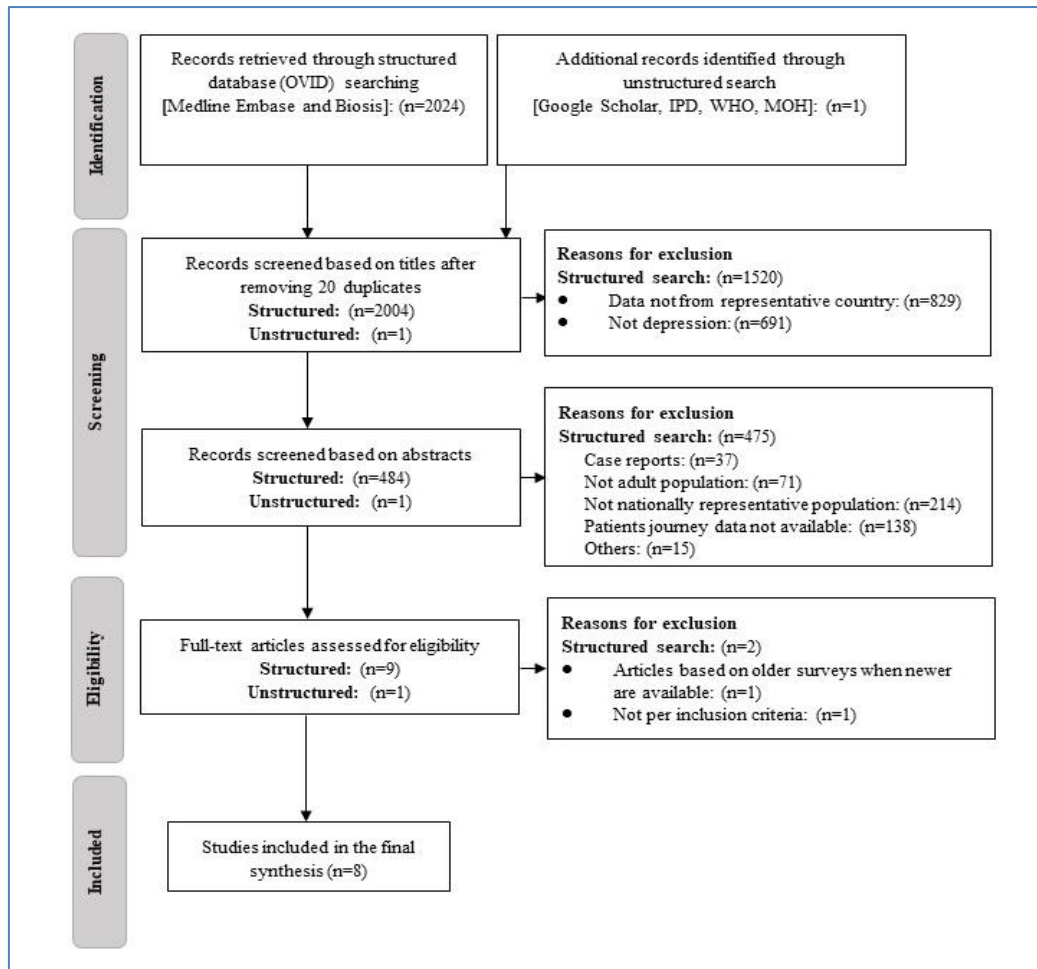 Identification
Records retrieved through structured
database (OVID) searching
[Medline Embase and Biosis]: (n=2024)
Additional records identified through
unstructured search
[Google Scholar, IPD, WHO, MOH]: (n=1)
Screening
Records screened based on titles after
removing 20 duplicates
Structured: (n=2004)
Unstructured: (n=1)
Reasons for exclusion
Structured search: (n=1520)
● Data not from representative country: (n=829)
● Not depression: (n=691)
Records screened based on abstracts
Structured: (n=484)
Unstructured: (n=1)
Reasons for exclusion
Structured search: (n=475)
Case reports: (n=37)
Not adult population: (n=71)
Not nationally representative population: (n=214)
Patients journey data not available: (n=138)
Others: (n=15)
Eligibility
Full-text articles assessed for eligibility
Structured: (n=9)
Unstructured: (n=1)
Reasons for exclusion
Structured search: (n=2)
● Articles based on older surveys when newer
are available: (n=1)
● Not per inclusion criteria: (n=1)
Included
Studies included in the final
synthesis (n=8)